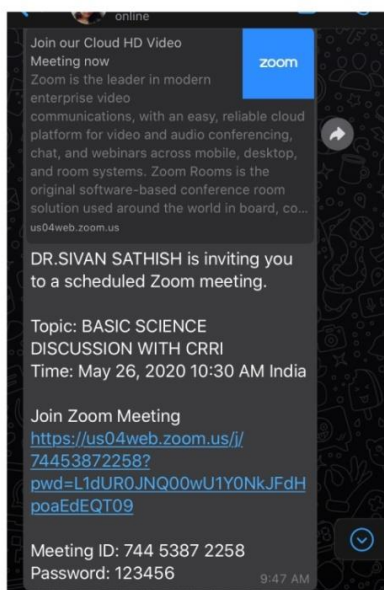 online
Join our Cloud HD Video
Meeting now
zoom
Zoom is the leader in modern
enterprise video
communications, with an easy, reliable cloud
platform for video and audio conferencing,
chat, and webinars across mobile, desktop,
and room systems. Zoom Rooms is the
original software-based conference room
solution used around the world in board, co...
us04web.zoom.us
DR.SIVAN SATHISH is inviting you
to a scheduled Zoom meeting.
Topic: BASIC SCIENCE
DISCUSSION WITH CRRI
Time: May 26, 2020 10:30 AM India
Join Zoom Meeting
https://us04web.zoom.us/j/
74453872258?
pwd=L1dUR0JNQ00wU1Y0NkJFdH
poaEdEQT09
Meeting ID: 744 5387 2258
Password: 123456
9:47 AM